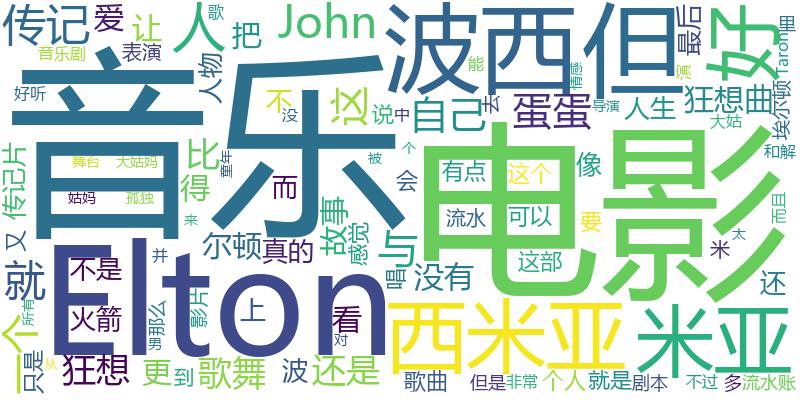 传记 爱 歌 让 人 把 John 波西 但 最后 好 里
音乐剧 表演 人物 情感 能 演 Taron
好听 音乐 不 没 这 说 中 自己 去 蛋蛋 导演 人生 狂想曲 埃尔顿
大姑
传记片 舞台 大姑妈 比 童年 被 个 电影 和解
姑妈 孤独 得 而 会 有点 这个 像
又 来 故事 流水 可以 要 而且
尔顿 真的 感觉 与 这部 米 太
就 不是 并 Elton 唱 没有 还
所有 火箭 男 那么 影片 上 看 西米亚 米亚
一个 对
只是 从 狂想 更 到 歌舞 波 还是 歌曲 但是 非常 个人 就是 剧本 不过 多 流水账